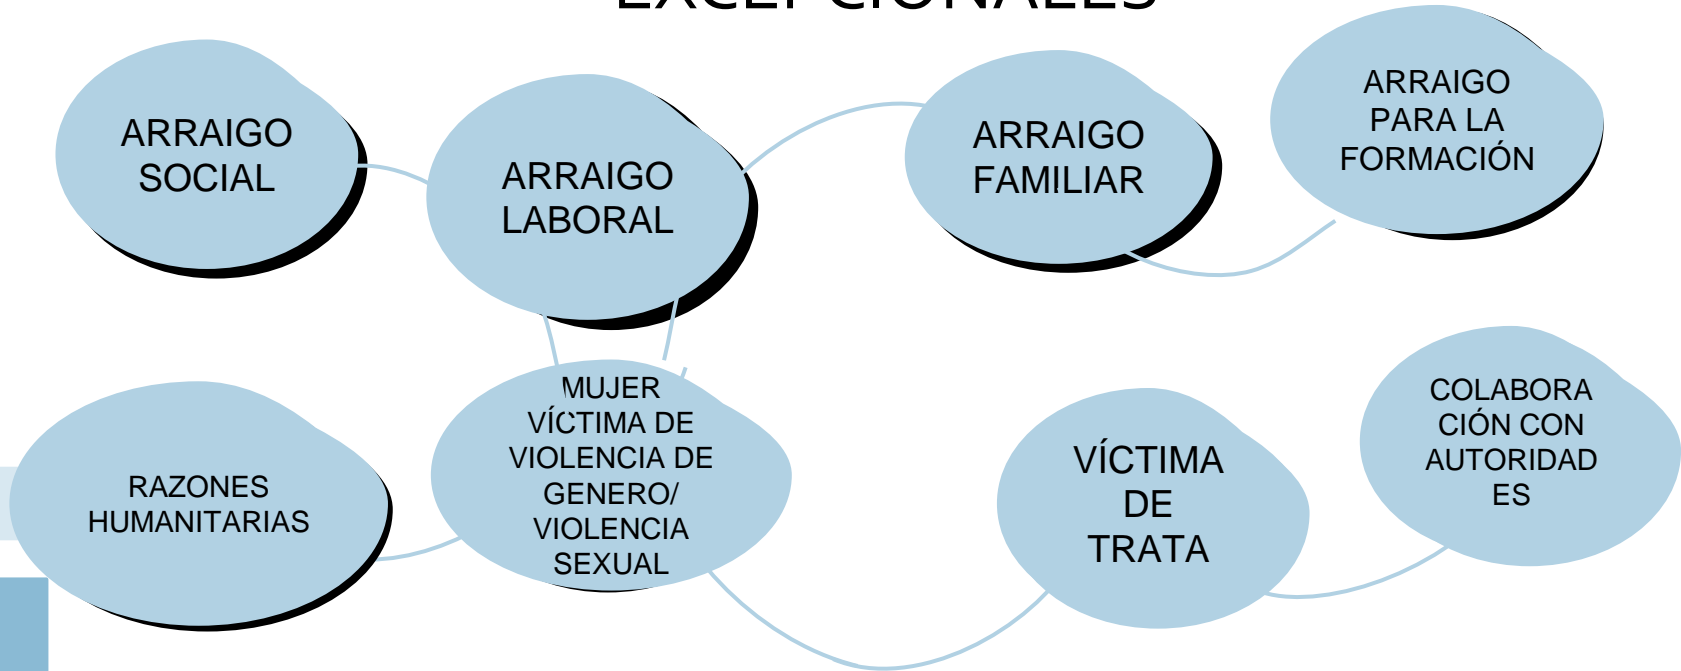 EXCEPCIONALES
ARRAIGO
SOCIAL
ARRAIGO
LABORAL
ARRAIGO
FAMILIAR
ARRAIGO
PARA LA
FORMACIÓN
RAZONES
HUMANITARIAS
MUJER
VÍCTIMA DE
VIOLENCIA DE
GENERO/
VIOLENCIA
SEXUAL
VÍCTIMA
DE
TRATA
COLABORA
CIÓN CON
AUTORIDAD
ES